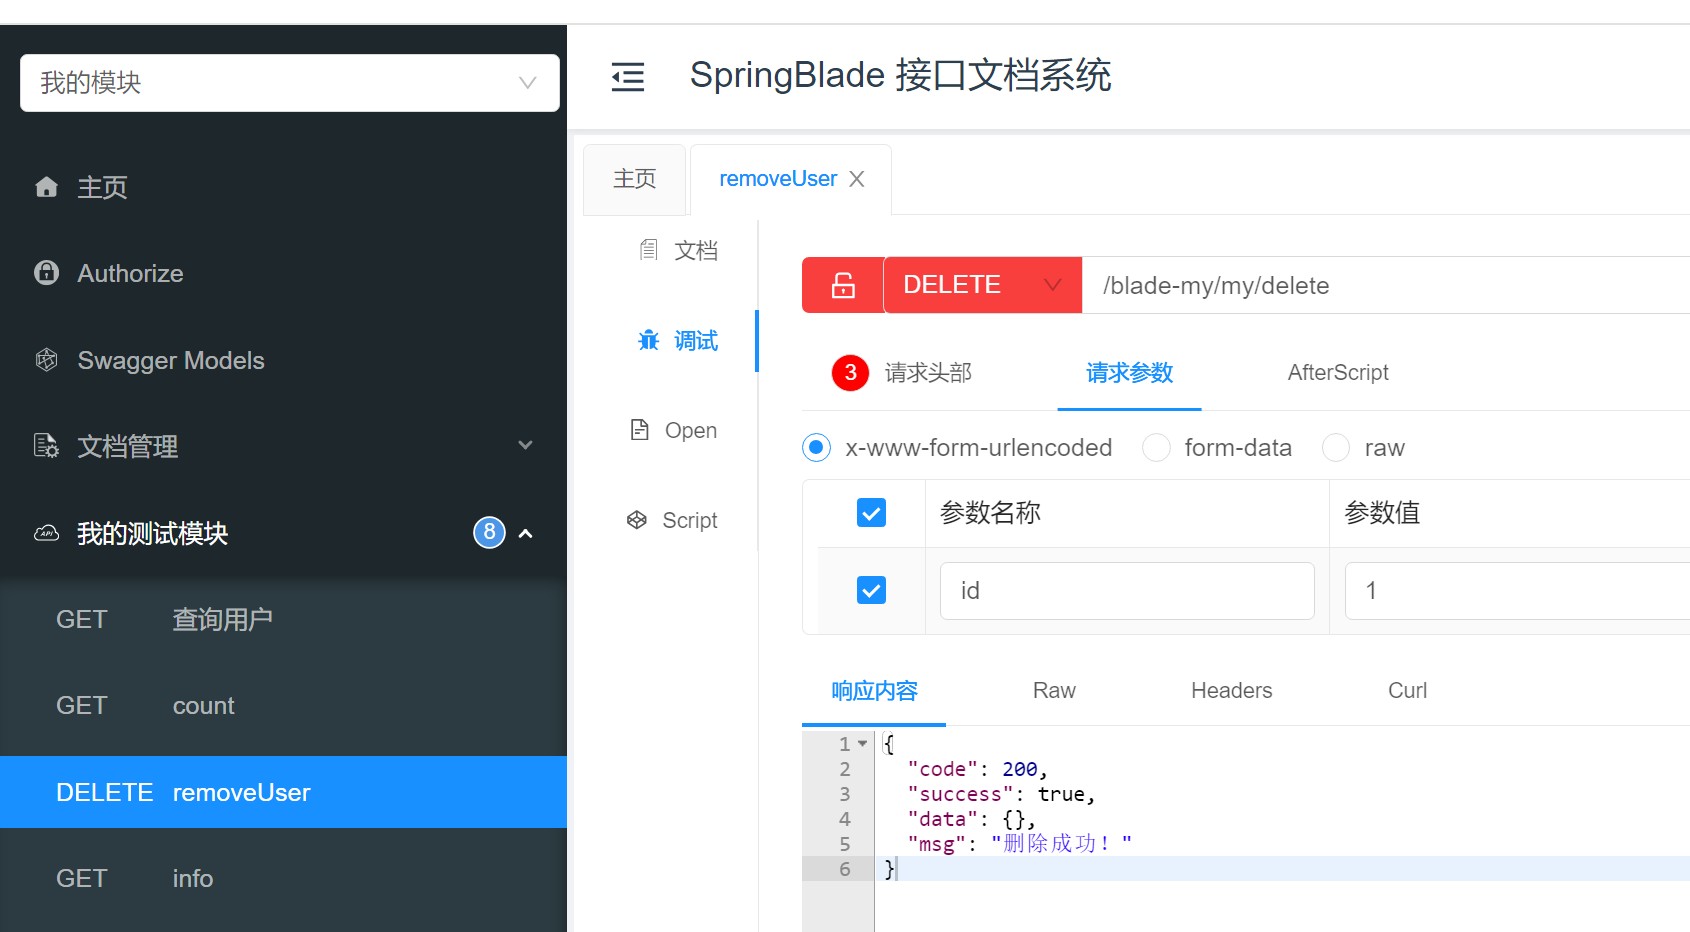 我的模块
主页
Authorize
Swagger Models
文档管理
我的测试模块 8
GET 查询用户
GET count
DELETE removeUser
GET info
SpringBlade 接口文档系统
主页 removeUser
文档
调试
Open
Script
DELETE /blade-my/my/delete
3 请求头部 请求参数 AfterScript
x-www-form-urlencoded form-data raw
参数名称 参数值
id 1
响应内容 Raw Headers Curl
1 {
2 "code": 200,
3 "success": true,
4 "data": {},
5 "msg": "删除成功！"
6 }